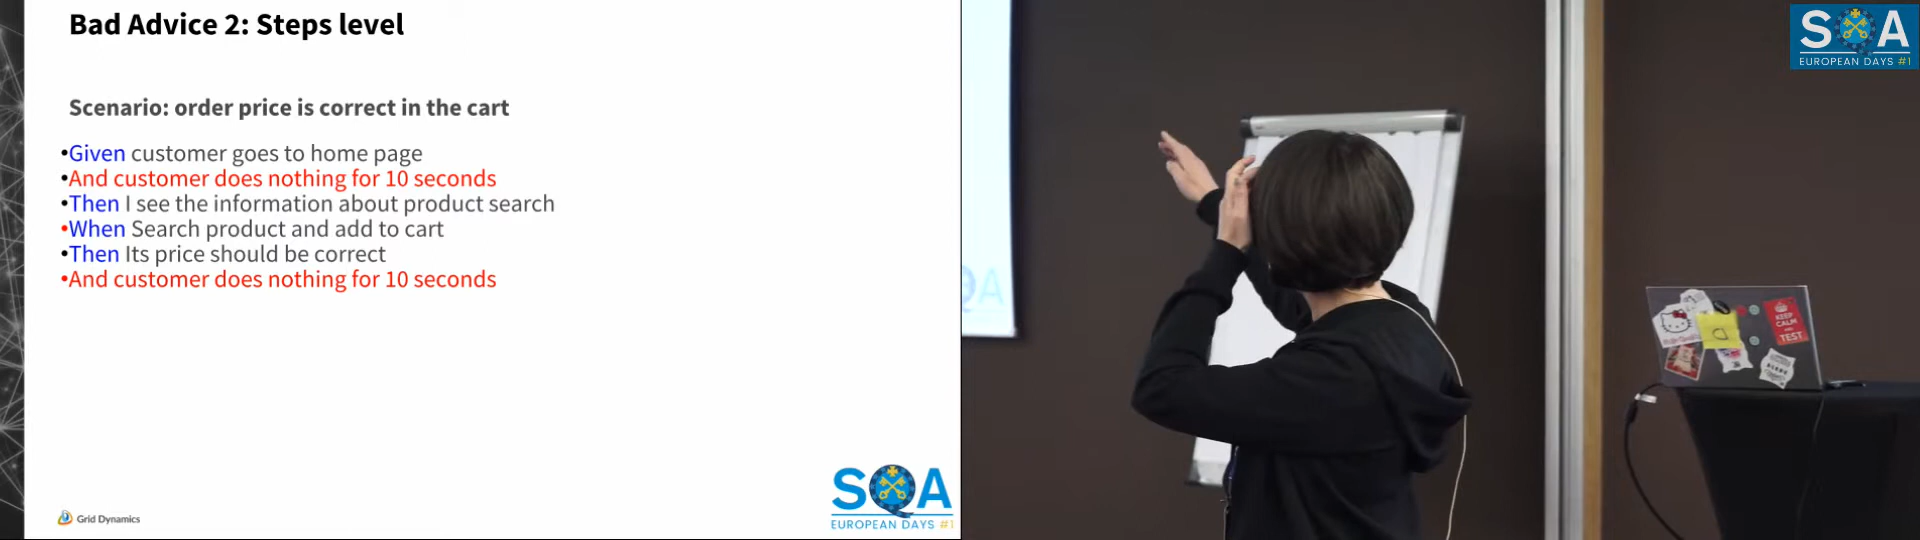 Bad Advice 2: Steps level
Scenario: order price is correct in the cart
•Given customer goes to home page
•And customer does nothing for 10 seconds
•Then I see the information about product search
•When Search product and add to cart
•Then Its price should be correct
•And customer does nothing for 10 seconds
Grid Dynamics
SQA
EUROPEAN DAYS #1
QA
SQA
EUROPEAN DAYS #1
KEEP
CALM
AND
TEST